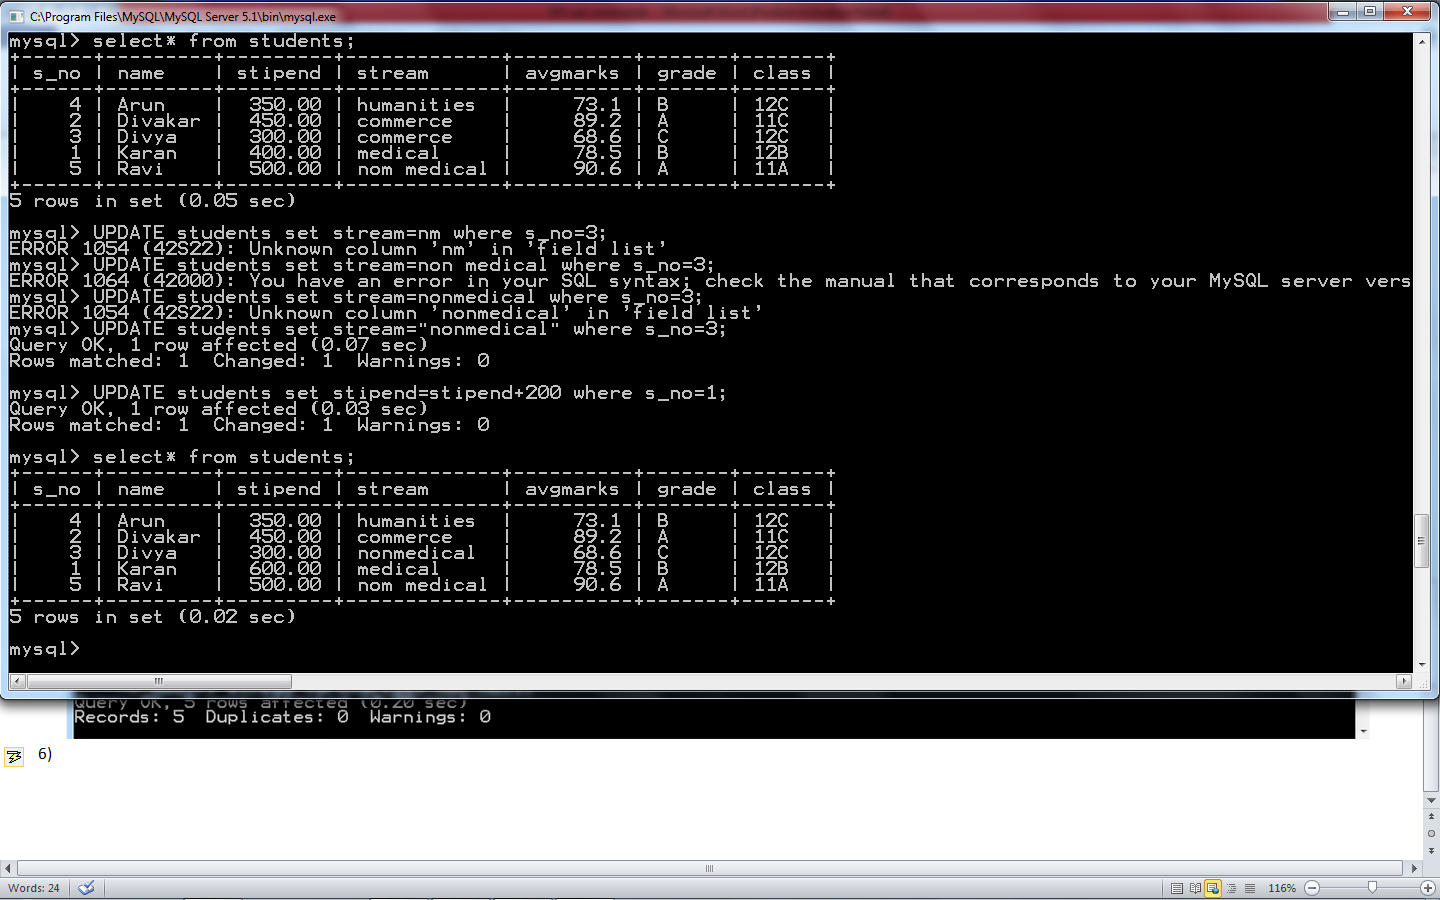 C:\Program Files\MySQL\MySQL Server 5.1\bin\mysql.exe
mysql> select* from students;
+------+---------+---------+-------------+----------+-------+-------+
| s_no | name    | stipend | stream      | avgmarks | grade | class |
+------+---------+---------+-------------+----------+-------+-------+
|    4 | Arun    |  350.00 | humanities  |     73.1 | B     | 12C   |
|    2 | Divakar |  450.00 | commerce    |     89.2 | A     | 11C   |
|    3 | Divya   |  300.00 | commerce    |     68.6 | C     | 12C   |
|    1 | Karan   |  400.00 | medical     |     78.5 | B     | 12B   |
|    5 | Ravi    |  500.00 | nom medical |     90.6 | A     | 11A   |
+------+---------+---------+-------------+----------+-------+-------+
5 rows in set (0.05 sec)
mysql> UPDATE students set stream=nm where s_no=3;
ERROR 1054 (42S22): Unknown column 'nm' in 'field list'
mysql> UPDATE students set stream=non medical where s_no=3;
ERROR 1064 (42000): You have an error in your SQL syntax; check the manual that corresponds to your MySQL server vers
mysql> UPDATE students set stream=nonmedical where s_no=3;
ERROR 1054 (42S22): Unknown column 'nonmedical' in 'field list'
mysql> UPDATE students set stream="nonmedical" where s_no=3;
Query OK, 1 row affected (0.07 sec)
Rows matched: 1  Changed: 1  Warnings: 0
mysql> UPDATE students set stipend=stipend+200 where s_no=1;
Query OK, 1 row affected (0.03 sec)
Rows matched: 1  Changed: 1  Warnings: 0
mysql> select* from students;
+------+---------+---------+-------------+----------+-------+-------+
| s_no | name    | stipend | stream      | avgmarks | grade | class |
+------+---------+---------+-------------+----------+-------+-------+
|    4 | Arun    |  350.00 | humanities  |     73.1 | B     | 12C   |
|    2 | Divakar |  450.00 | commerce    |     89.2 | A     | 11C   |
|    3 | Divya   |  300.00 | nonmedical  |     68.6 | C     | 12C   |
|    1 | Karan   |  600.00 | medical     |     78.5 | B     | 12B   |
|    5 | Ravi    |  500.00 | nom medical |     90.6 | A     | 11A   |
+------+---------+---------+-------------+----------+-------+-------+
5 rows in set (0.02 sec)
mysql>
Query OK, 5 rows affected (0.20 sec)
Records: 5  Duplicates: 0  Warnings: 0
6)
Words: 24
116%